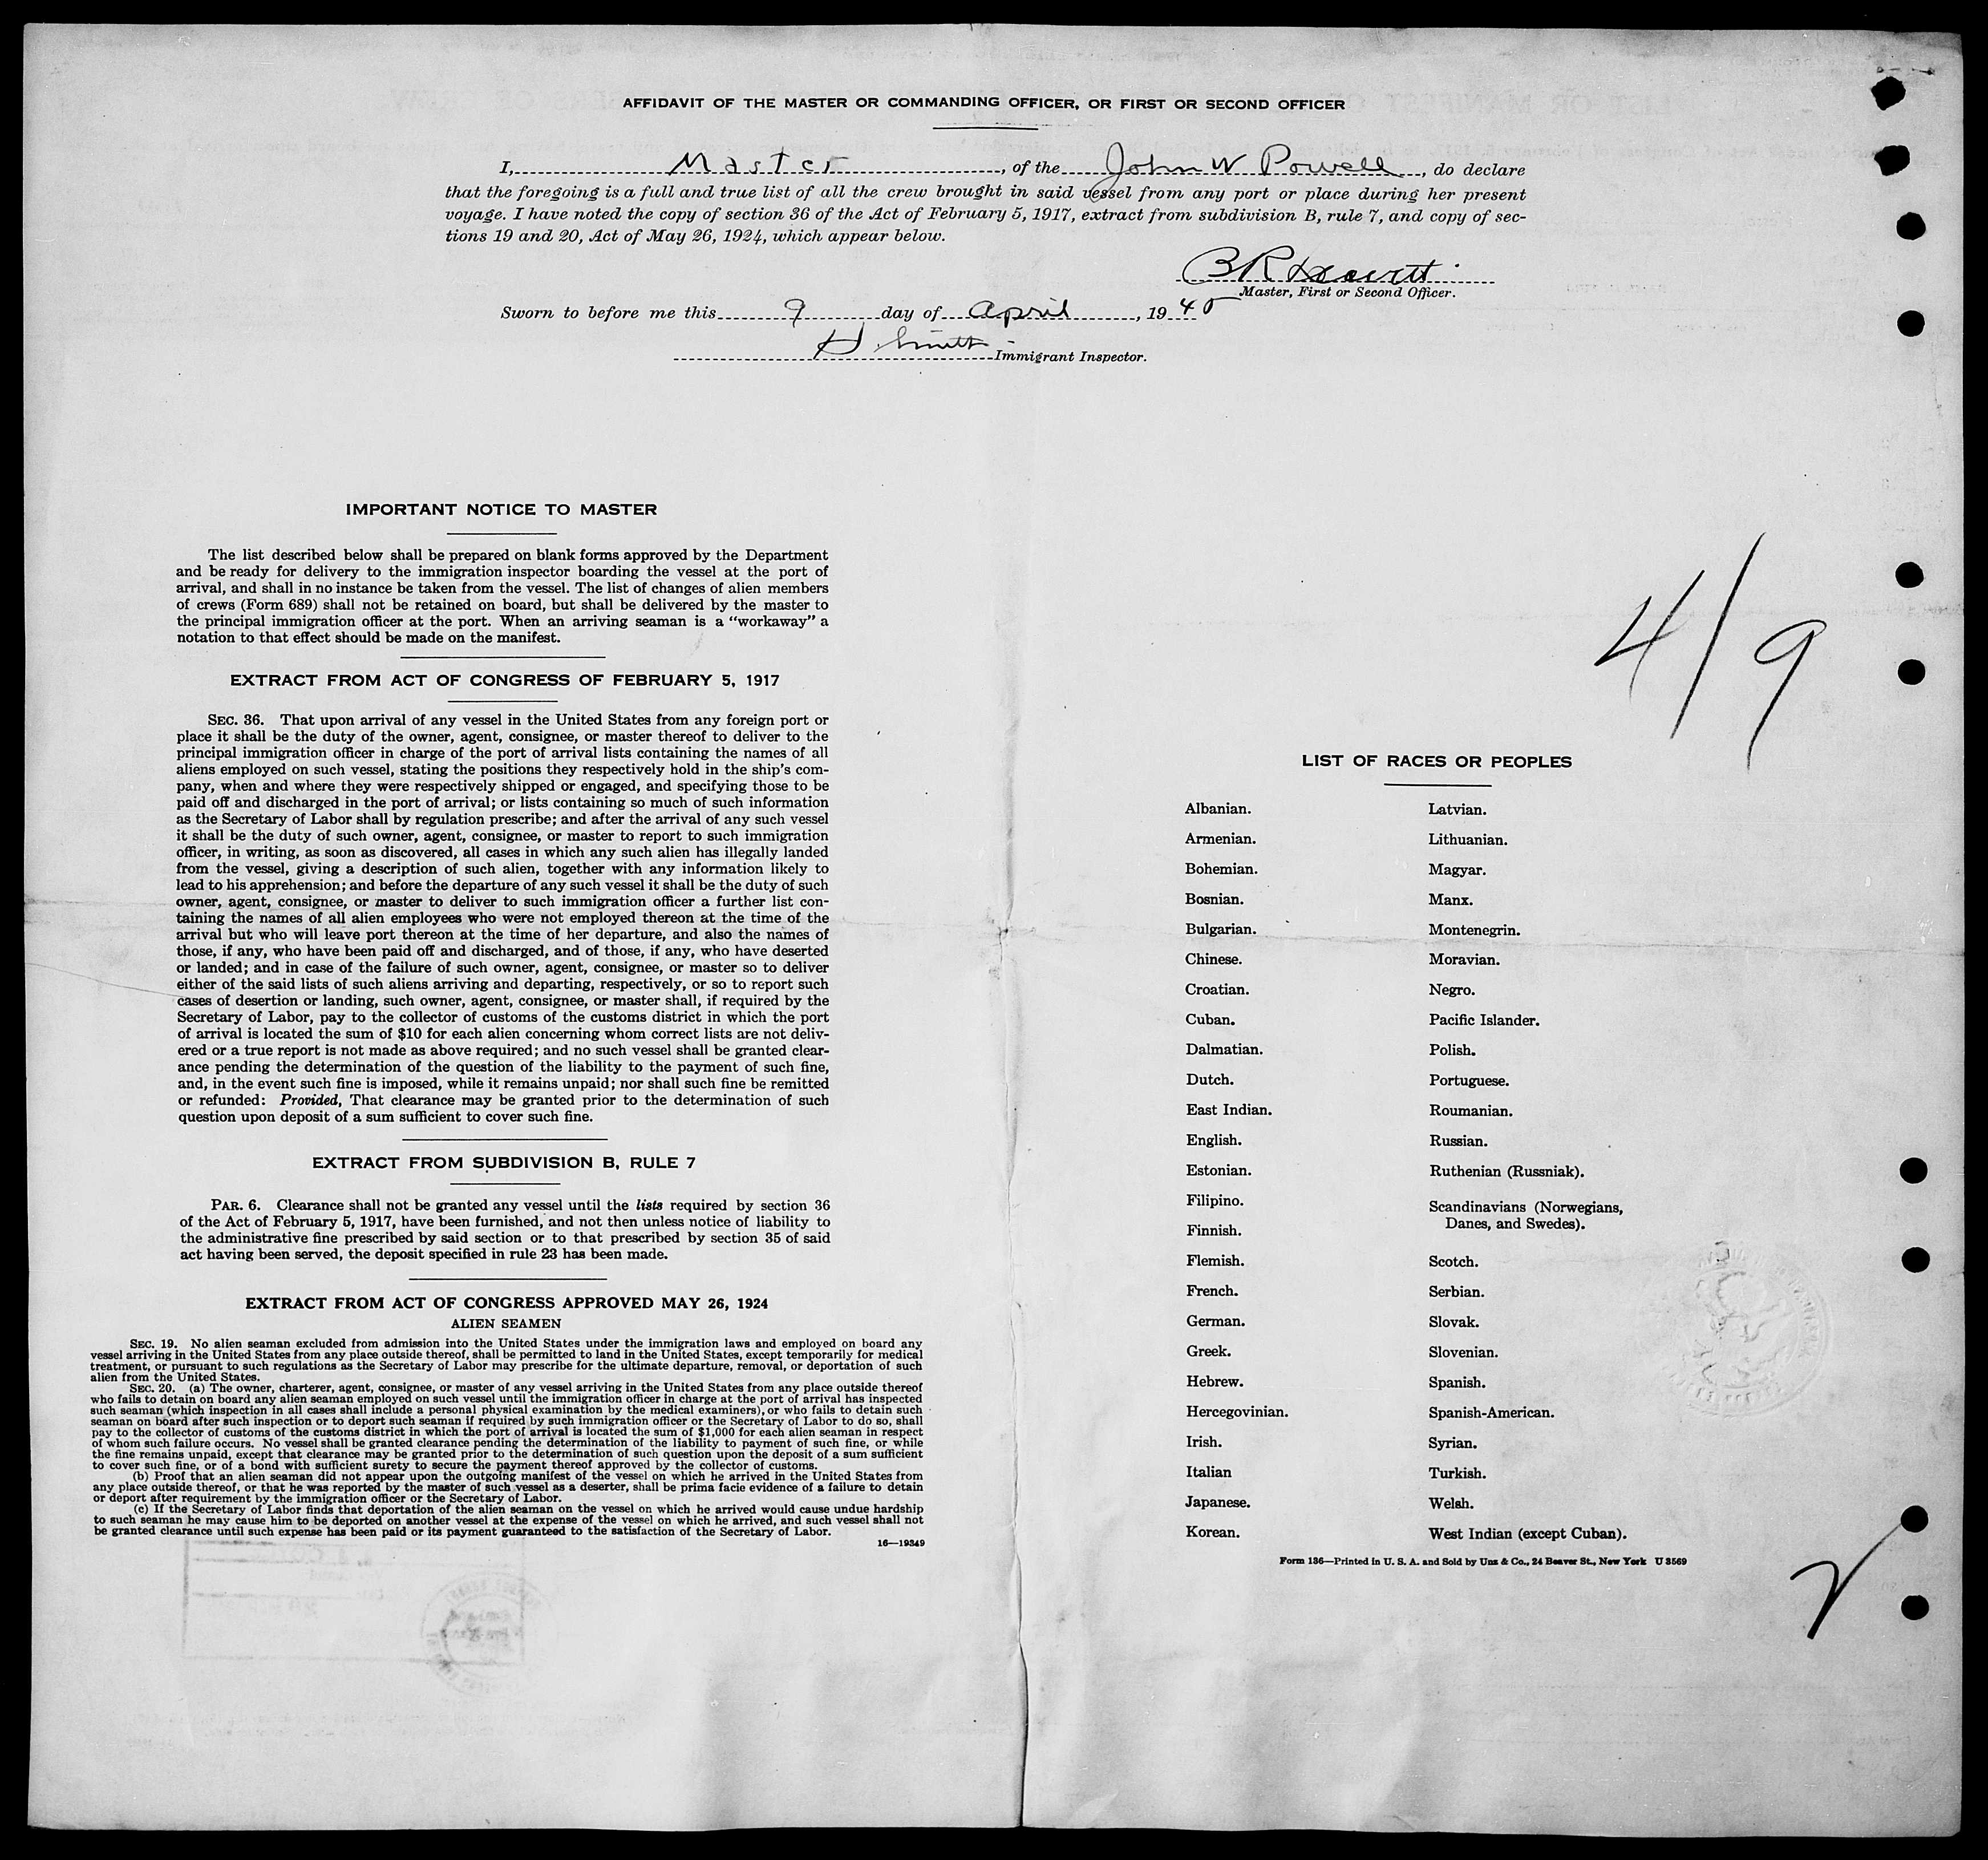 AFFIDAVIT OF THE MASTER OR COMMANDING OFFICER, OR FIRST OR SECOND OFFICER
I, Master, of the John W Powell, do declare
that the foregoing is a full and true list of all the crew brought in said vessel from any port or place during her present
voyage. I have noted the copy of section 36 of the Act of February 5, 1917, extract from subdivision B, rule 7, and copy of sec-
tions 19 and 20, Act of May 26, 1924, which appear below.
B R
Master, First or Second Officer.
Sworn to before me this 9 day of April, 1945
H Smith Immigrant Inspector.
IMPORTANT NOTICE TO MASTER
The list described below shall be prepared on blank forms approved by the Department
and be ready for delivery to the immigration inspector boarding the vessel at the port of
arrival, and shall in no instance be taken from the vessel. The list of changes of alien members
of crews (Form 689) shall not be retained on board, but shall be delivered by the master to
the principal immigration officer at the port. When an arriving seaman is a "workaway" a
notation to that effect should be made on the manifest.
EXTRACT FROM ACT OF CONGRESS OF FEBRUARY 5, 1917
SEC. 36. That upon arrival of any vessel in the United States from any foreign port or
place it shall be the duty of the owner, agent, consignee, or master thereof to deliver to the
principal immigration officer in charge of the port of arrival lists containing the names of all
aliens employed on such vessel, stating the positions they respectively hold in the ship's com-
pany, when and where they were respectively shipped or engaged, and specifying those to be
paid off and discharged in the port of arrival; or lists containing so much of such information
as the Secretary of Labor shall by regulation prescribe; and after the arrival of any such vessel
it shall be the duty of such owner, agent, consignee, or master to report to such immigration
officer, in writing, as soon as discovered, all cases in which any such alien has illegally landed
from the vessel, giving a description of such alien, together with any information likely to
lead to his apprehension; and before the departure of any such vessel it shall be the duty of such
owner, agent, consignee, or master to deliver to such immigration officer a further list con-
taining the names of all alien employees who were not employed thereon at the time of the
arrival but who will leave port thereon at the time of her departure, and also the names of
those, if any, who have been paid off and discharged, and of those, if any, who have deserted
or landed; and in case of the failure of such owner, agent, consignee, or master so to deliver
either of the said lists of such aliens arriving and departing, respectively, or so to report such
cases of desertion or landing, such owner, agent, consignee, or master shall, if required by the
Secretary of Labor, pay to the collector of customs of the customs district in which the port
of arrival is located the sum of $10 for each alien concerning whom correct lists are not deliv-
ered or a true report is not made as above required; and no such vessel shall be granted clear-
ance pending the determination of the question of the liability to the payment of such fine,
and, in the event such fine is imposed, while it remains unpaid; nor shall such fine be remitted
or refunded: Provided, That clearance may be granted prior to the determination of such
question upon deposit of a sum sufficient to cover such fine.
EXTRACT FROM SUBDIVISION B, RULE 7
PAR. 6. Clearance shall not be granted any vessel until the lists required by section 36
of the Act of February 5, 1917, have been furnished, and not then unless notice of liability to
the administrative fine prescribed by said section or to that prescribed by section 35 of said
act having been served, the deposit specified in rule 23 has been made.
EXTRACT FROM ACT OF CONGRESS APPROVED MAY 26, 1924
ALIEN SEAMEN
SEC. 19. No alien seaman excluded from admission into the United States under the immigration laws and employed on board any
vessel arriving in the United States from any place outside thereof, shall be permitted to land in the United States, except temporarily for medical
treatment, or pursuant to such regulations as the Secretary of Labor may prescribe for the ultimate departure, removal, or deportation of such
alien from the United States.
SEC. 20. (a) The owner, charterer, agent, consignee, or master of any vessel arriving in the United States from any place outside thereof
who fails to detain on board any alien seaman employed on such vessel until the immigration officer in charge at the port of arrival has inspected
such seaman (which inspection in all cases shall include a personal physical examination by the medical examiners), or who fails to detain such
seaman on board after such inspection or to deport such seaman if required by such immigration officer or the Secretary of Labor to do so, shall
pay to the collector of customs of the customs district in which the port of arrival is located the sum of $1,000 for each alien seaman in respect
of whom such failure occurs. No vessel shall be granted clearance pending the determination of the liability to payment of such fine, or while
the fine remains unpaid, except that clearance may be granted prior to the determination of such question upon the deposit of a sum sufficient
to cover such fine, or of a bond with sufficient surety to secure the payment thereof approved by the collector of customs.
(b) Proof that an alien seaman did not appear upon the outgoing manifest of the vessel on which he arrived in the United States from
any place outside thereof, or that he was reported by the master of such vessel as a deserter, shall be prima facie evidence of a failure to detain
or deport after requirement by the immigration officer or the Secretary of Labor.
(c) If the Secretary of Labor finds that deportation of the alien seaman on the vessel on which he arrived would cause undue hardship
to such seaman he may cause him to be deported on another vessel at the expense of the vessel on which he arrived, and such vessel shall not
be granted clearance until such expense has been paid or its payment guaranteed to the satisfaction of the Secretary of Labor.
16—19349
4/9
LIST OF RACES OR PEOPLES
Albanian.
Armenian.
Bohemian.
Bosnian.
Bulgarian.
Chinese.
Croatian.
Cuban.
Dalmatian.
Dutch.
East Indian.
English.
Estonian.
Filipino.
Finnish.
Flemish.
French.
German.
Greek.
Hebrew.
Hercegovinian.
Irish.
Italian
Japanese.
Korean.
Latvian.
Lithuanian.
Magyar.
Manx.
Montenegrin.
Moravian.
Negro.
Pacific Islander.
Polish.
Portuguese.
Roumanian.
Russian.
Ruthenian (Russniak).
Scandinavians (Norwegians,
Danes, and Swedes).
Scotch.
Serbian.
Slovak.
Slovenian.
Spanish.
Spanish-American.
Syrian.
Turkish.
Welsh.
West Indian (except Cuban).
Form 136—Printed in U. S. A. and Sold by Unz & Co., 24 Beaver St., New York U 3569